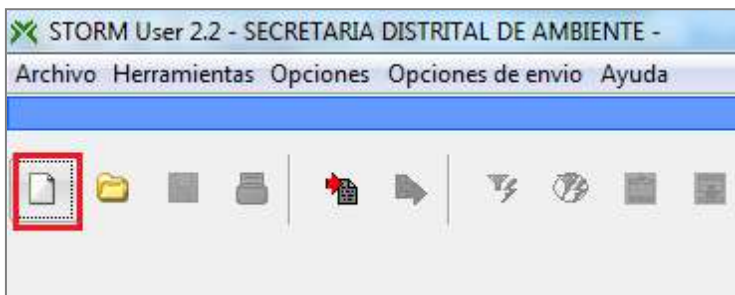 STORM User 2.2 - SECRETARIA DISTRITAL DE AMBIENTE -
Archivo Herramientas Opciones Opciones de envio Ayuda